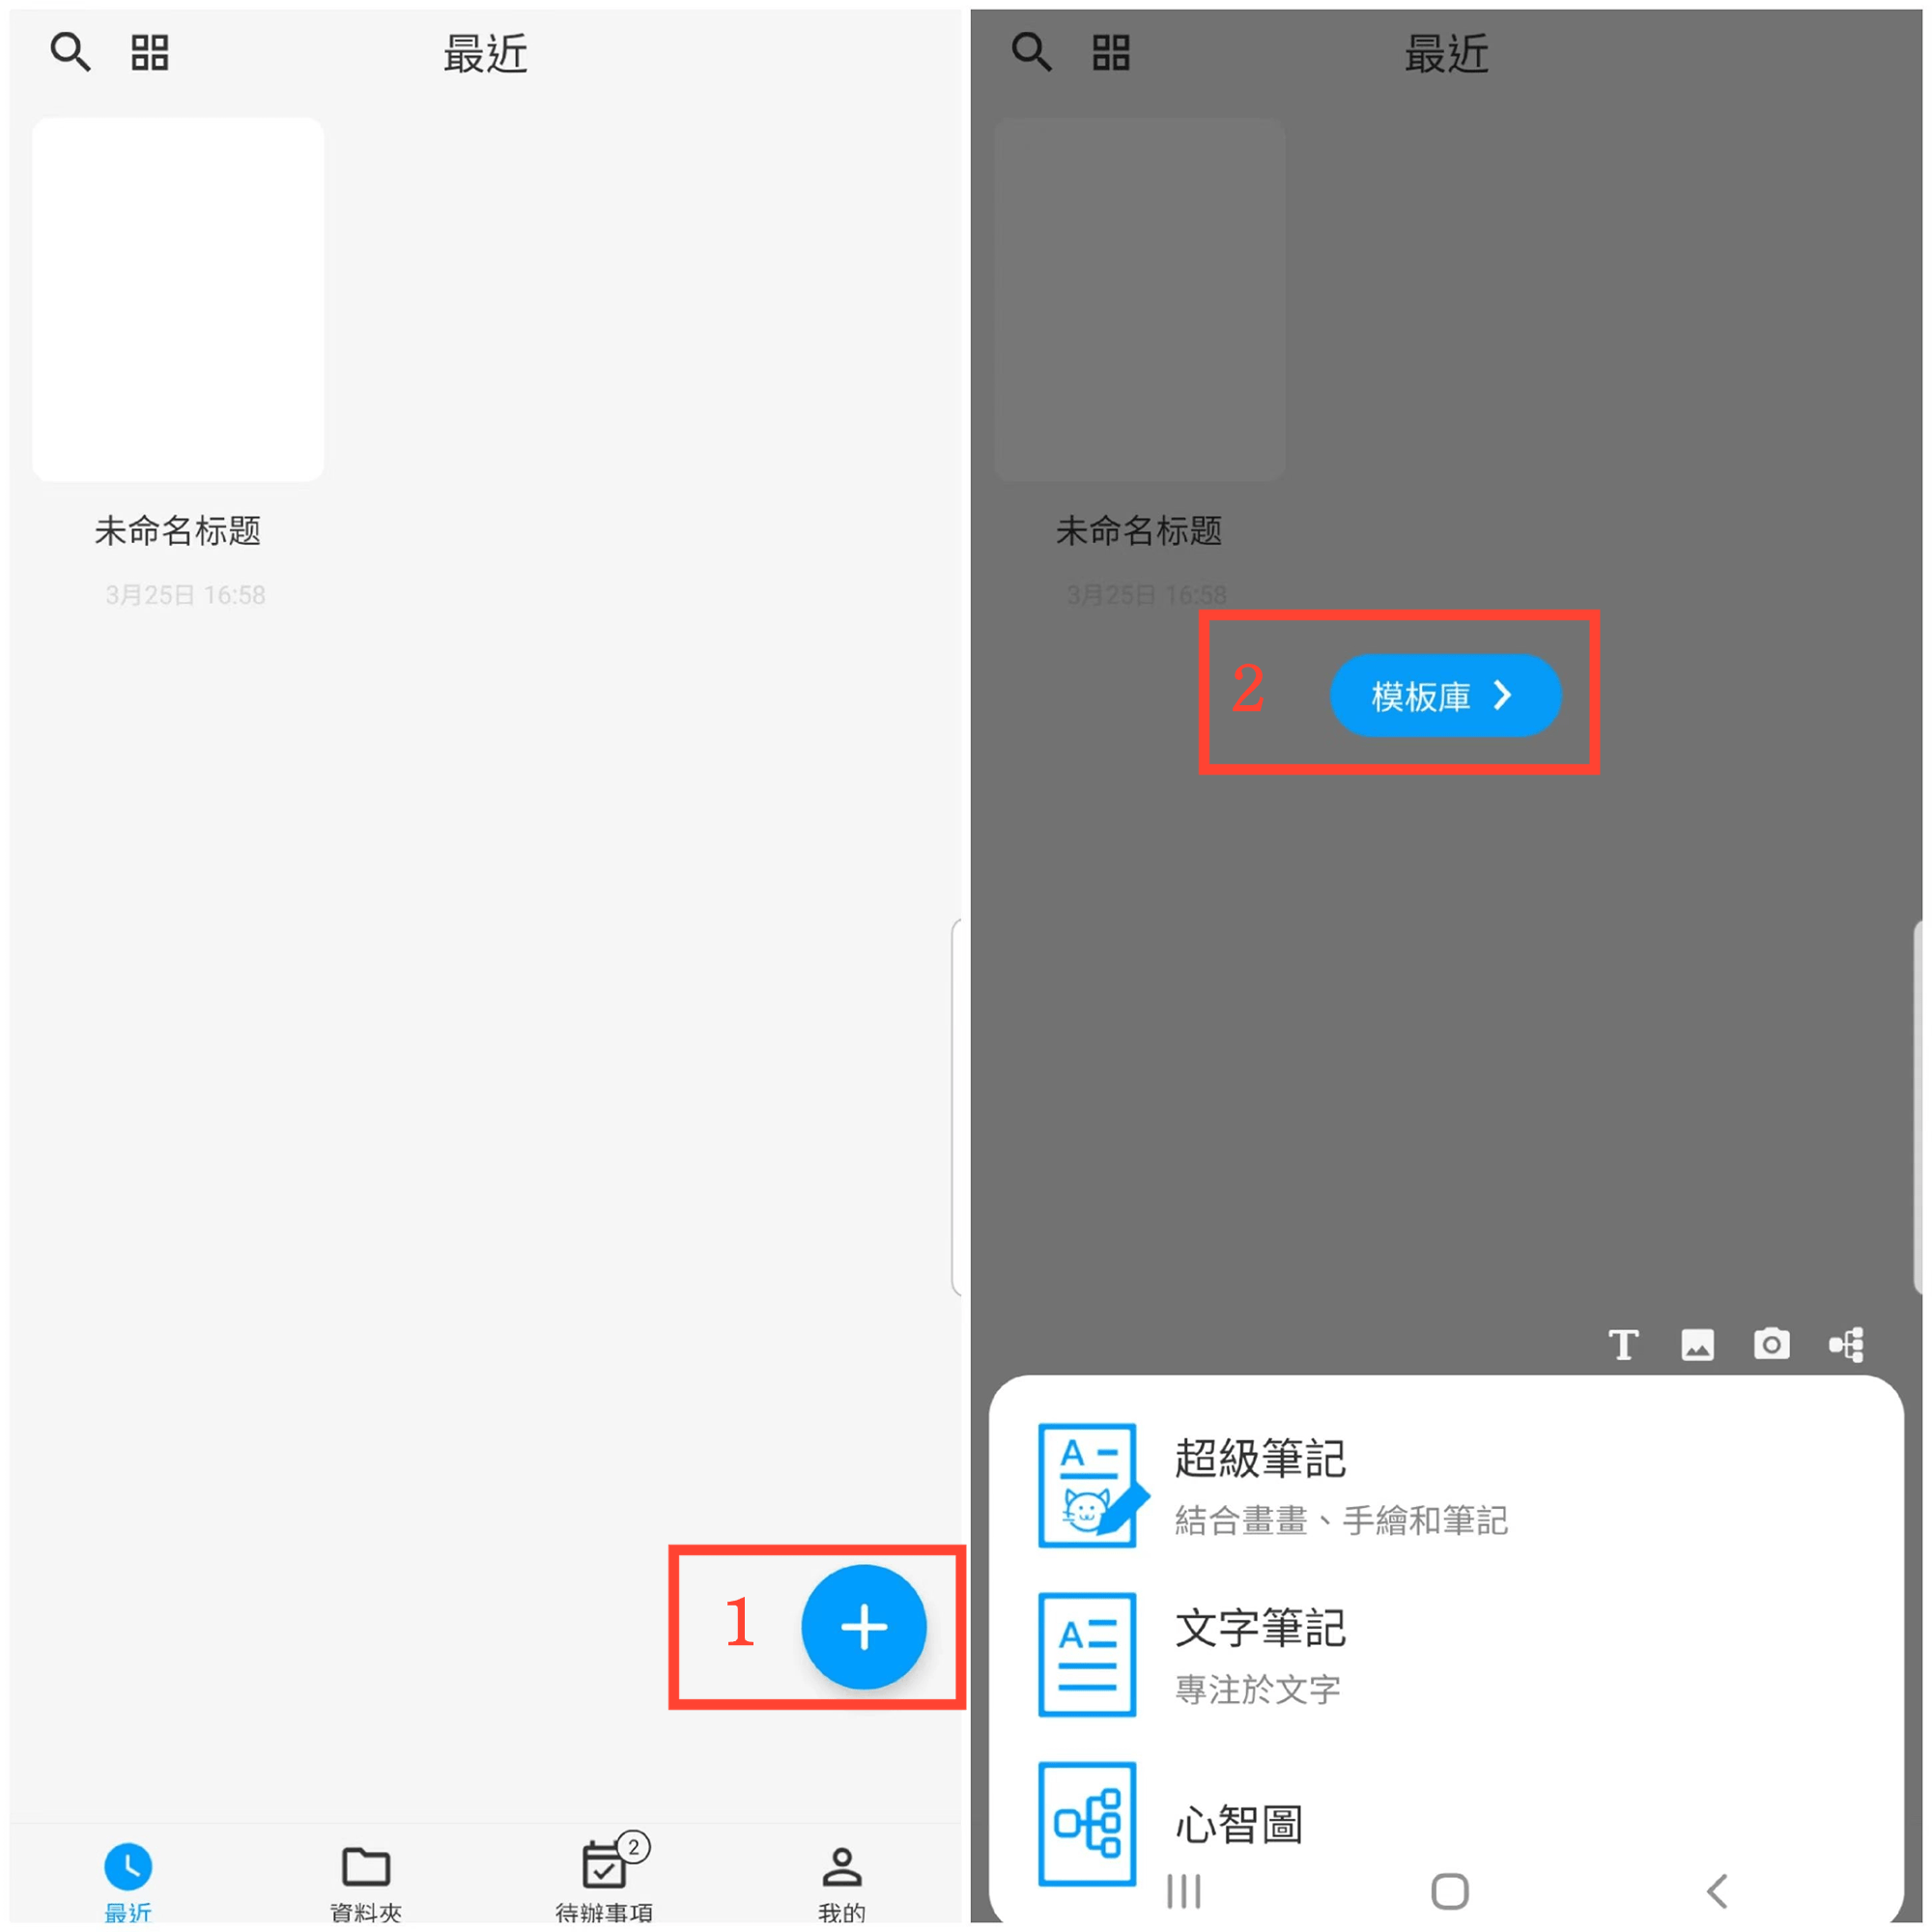 最近
未命名标题
3月25日 16:58
1
最近
資料夾
待辦事項
2
我的
最近
未命名标题
3月25日 16:58
2
模板庫
T
A
超級筆記
結合畫畫、手繪和筆記
A
文字筆記
專注於文字
心智圖